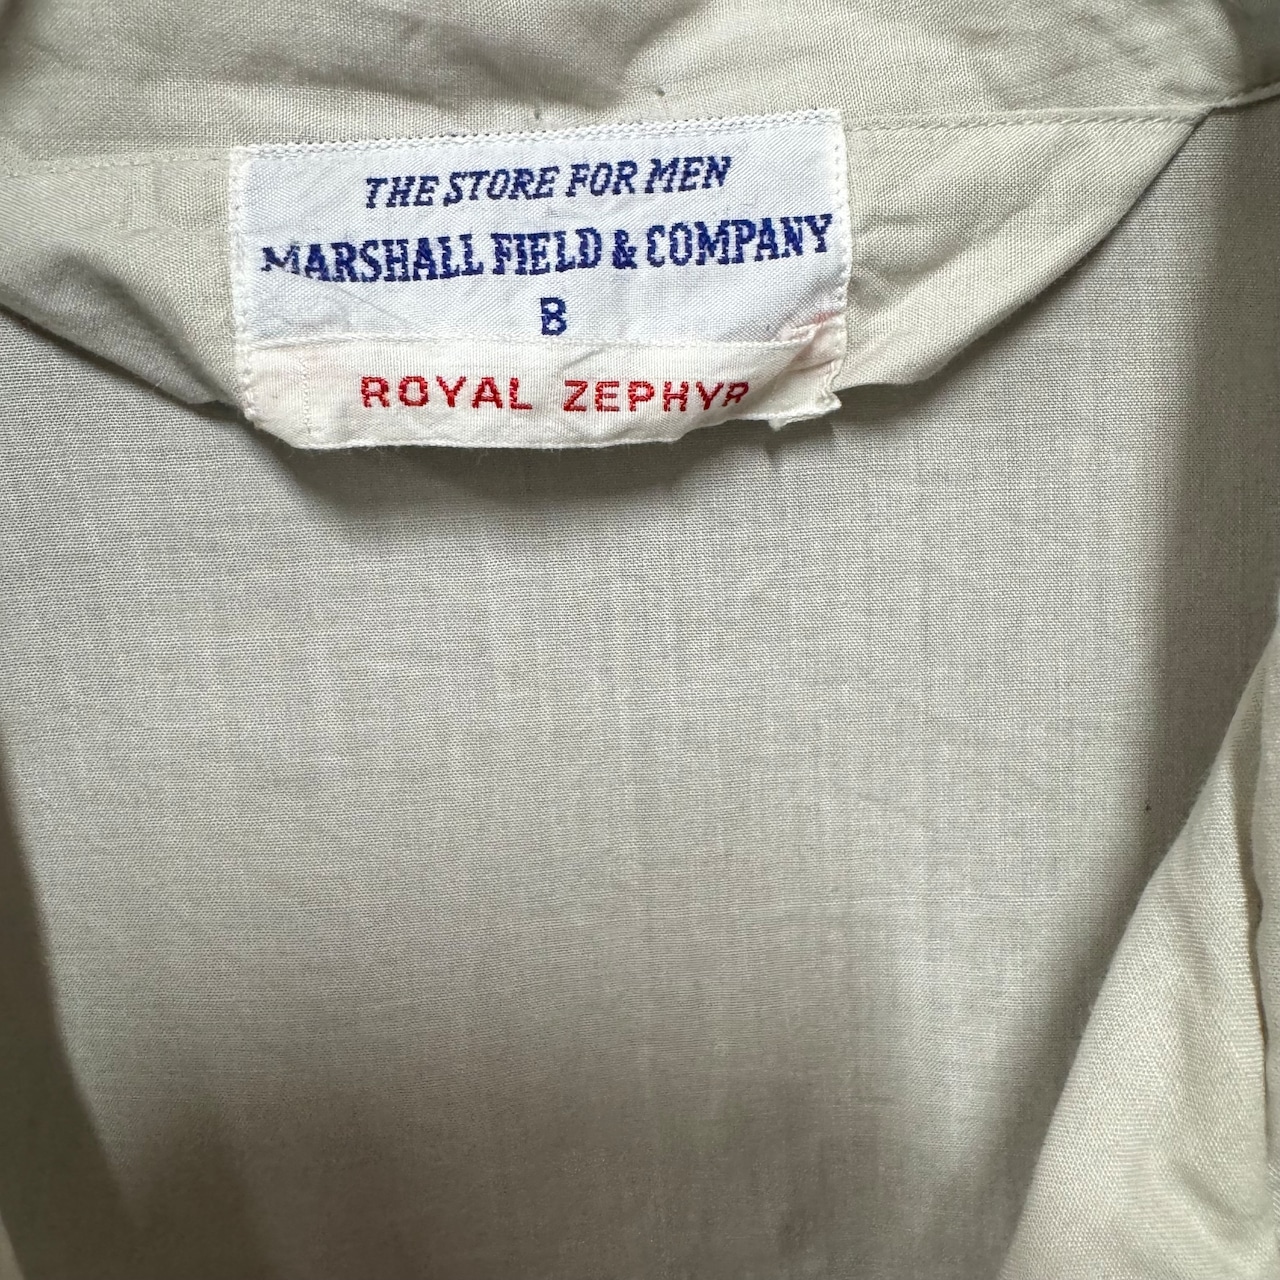 THE STORE FOR MEN
MARSHALL FIELD & COMPANY
B
ROYAL ZEPHYR